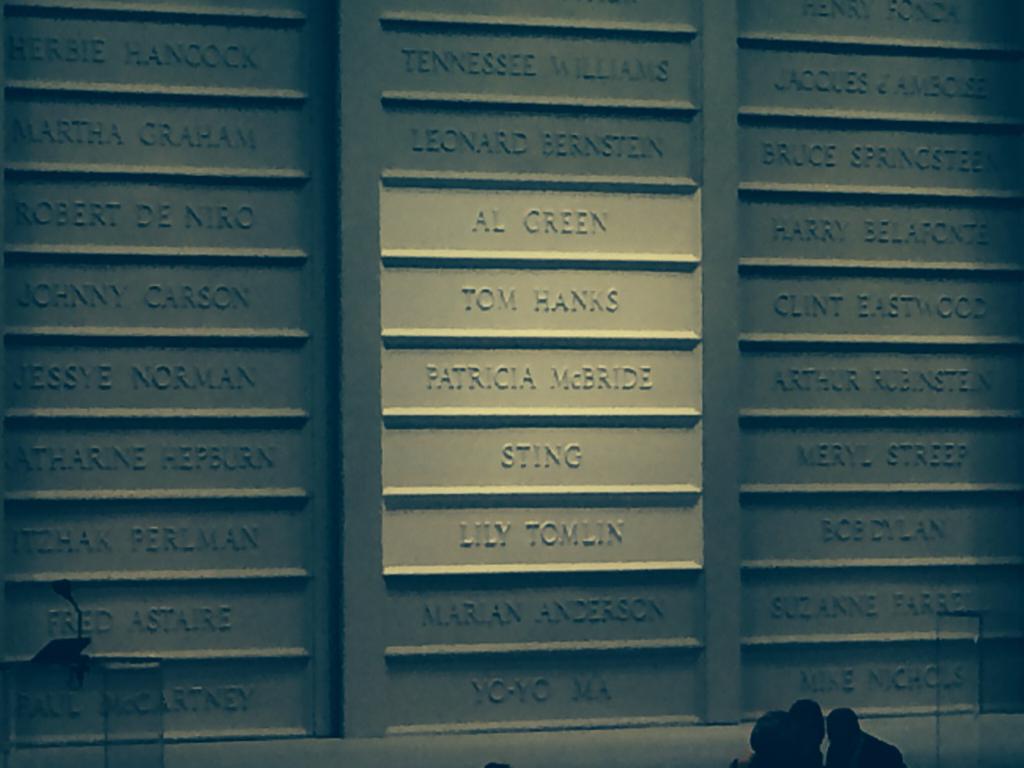 HERBIE HANCOCK
MARTHA GRAHAM
ROBERT DE NIRO
JOHNNY CARSON
JESSYE NORMAN
KATHARINE HEPBURN
ITZHAK PERLMAN
FRED ASTAIRE
PAUL McCARTNEY
TENNESSEE WILLIAMS
LEONARD BERNSTEIN
AL GREEN
TOM HANKS
PATRICIA McBRIDE
STING
LILY TOMLIN
MARIAN ANDERSON
YO-YO MA
HENRY FONDA
JACQUES d'AMBOISE
BRUCE SPRINGSTEEN
HARRY BELAFONTE
CLINT EASTWOOD
ARTHUR RUBINSTEIN
MERYL STREEP
BOB DYLAN
SUZANNE FARRELL
MIKE NICHOLS